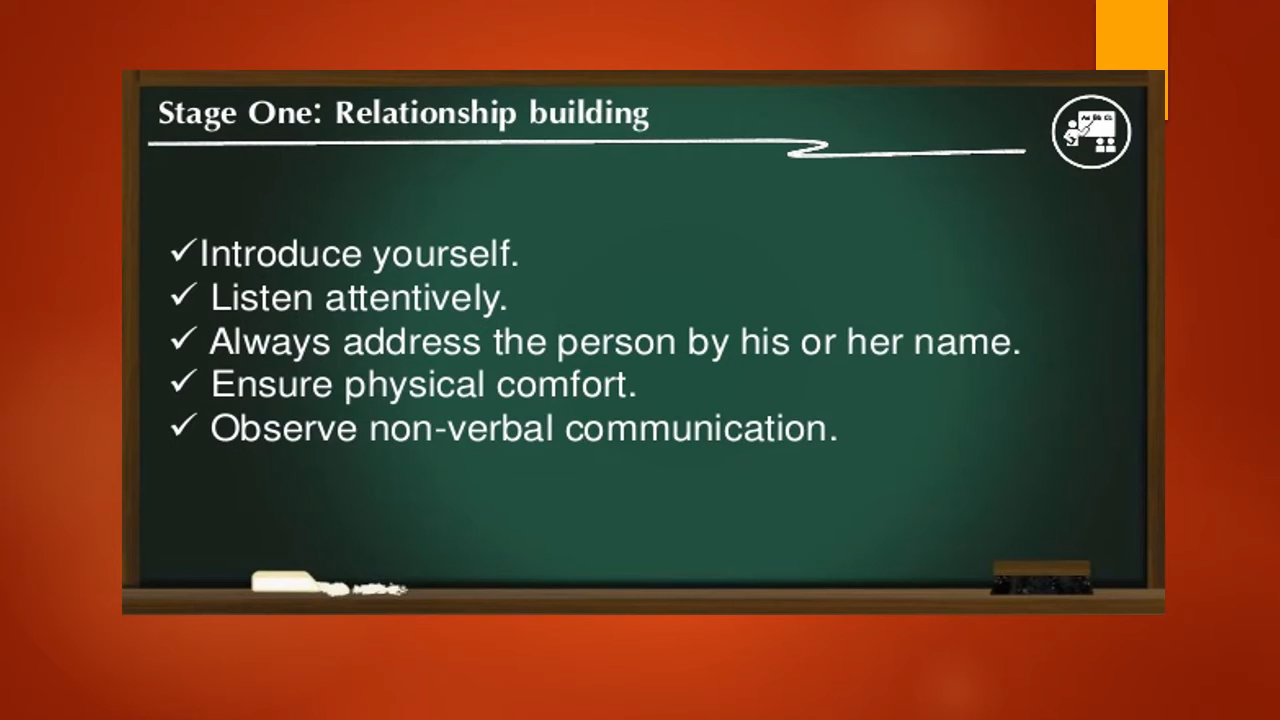 Stage One: Relationship building
✓Introduce yourself.
✓ Listen attentively.
✓ Always address the person by his or her name.
✓ Ensure physical comfort.
✓ Observe non-verbal communication.